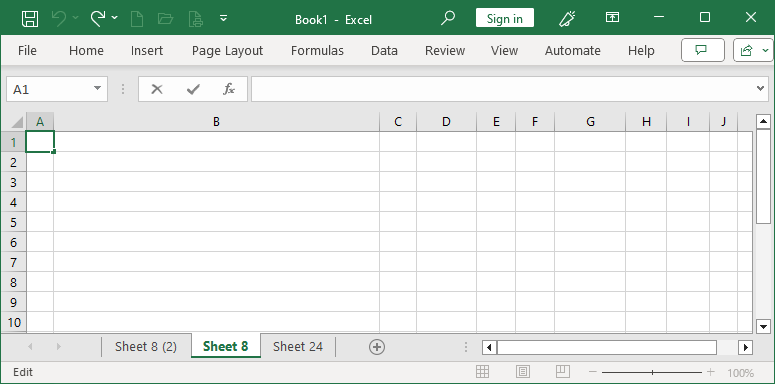 Book1 - Excel Sign in
File Home Insert Page Layout Formulas Data Review View Automate Help
A1 fx
A B C D E F G H I J
1
2
3
4
5
6
7
8
9
10
Sheet 8 (2) Sheet 8 Sheet 24
Edit 100%